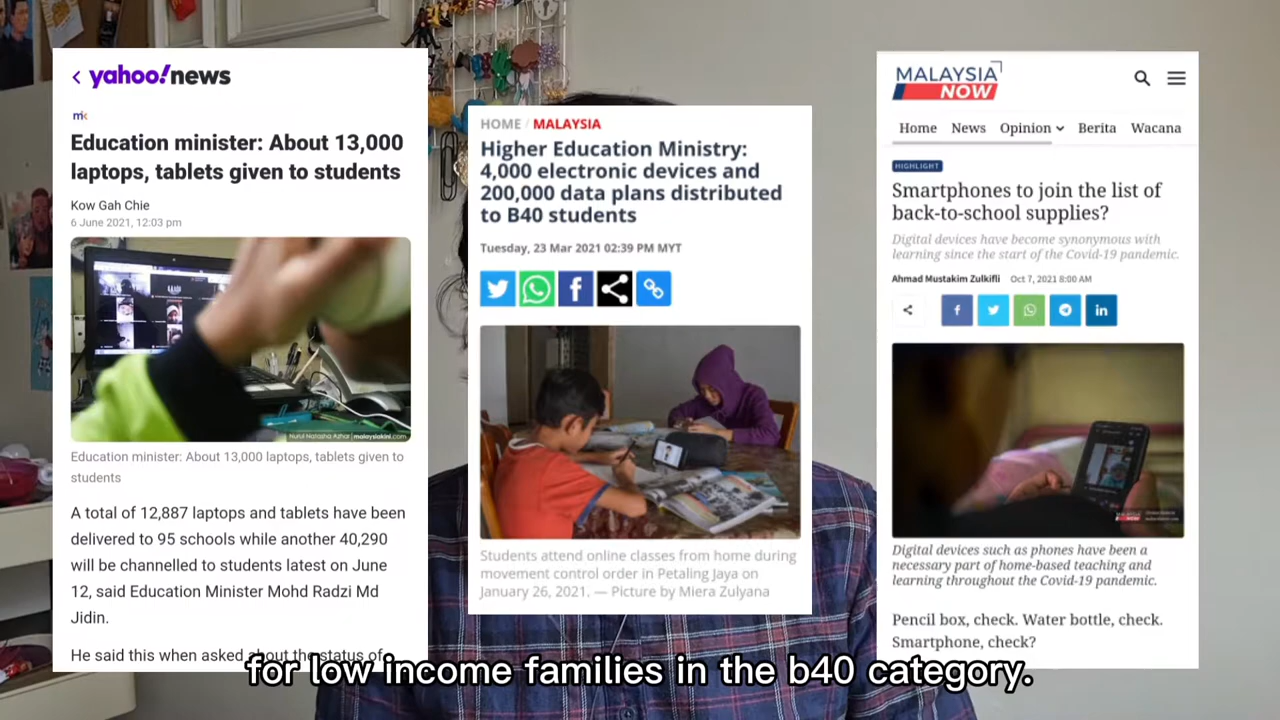 yahoo!news
mk
Education minister: About 13,000
laptops, tablets given to students
Kow Gah Chie
6 June 2021, 12:03 pm
Nurul Natasha Azhar | malaysiakini.com
Education minister: About 13,000 laptops, tablets given to
students
A total of 12,887 laptops and tablets have been
delivered to 95 schools while another 40,290
will be channelled to students latest on June
12, said Education Minister Mohd Radzi Md
Jidin.
He said this when asked about the status of
HOME / MALAYSIA
Higher Education Ministry:
4,000 electronic devices and
200,000 data plans distributed
to B40 students
Tuesday, 23 Mar 2021 02:39 PM MYT
Students attend online classes from home during
movement control order in Petaling Jaya on
January 26, 2021. — Picture by Miera Zulyana
MALAYSIA
NOW
Home News Opinion Berita Wacana
HIGHLIGHT
Smartphones to join the list of
back-to-school supplies?
Digital devices have become synonymous with
learning since the start of the Covid-19 pandemic.
Ahmad Mustakim Zulkifli Oct 7, 2021 8:00 AM
Digital devices such as phones have been a
necessary part of home-based teaching and
learning throughout the Covid-19 pandemic.
Pencil box, check. Water bottle, check.
Smartphone, check?
for low income families in the b40 category.